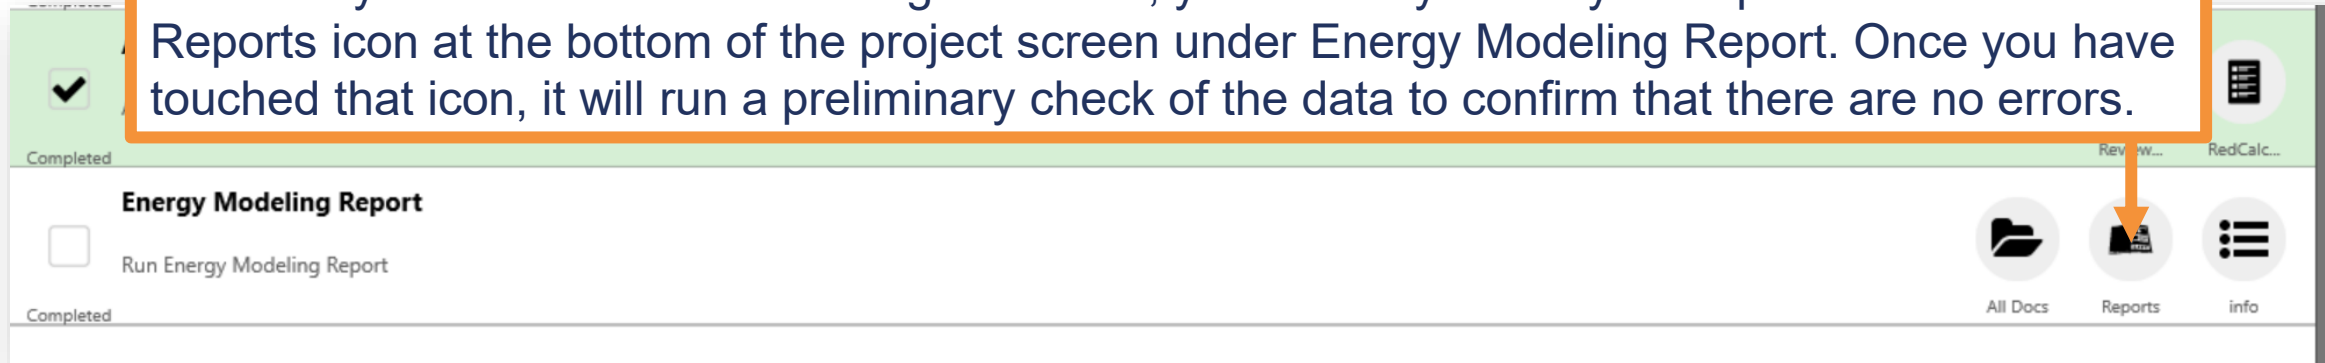 Completed
Reports icon at the bottom of the project screen under Energy Modeling Report. Once you have
touched that icon, it will run a preliminary check of the data to confirm that there are no errors.
Completed
Review...
RedCalc...
Energy Modeling Report
Run Energy Modeling Report
Completed
All Docs
Reports
info